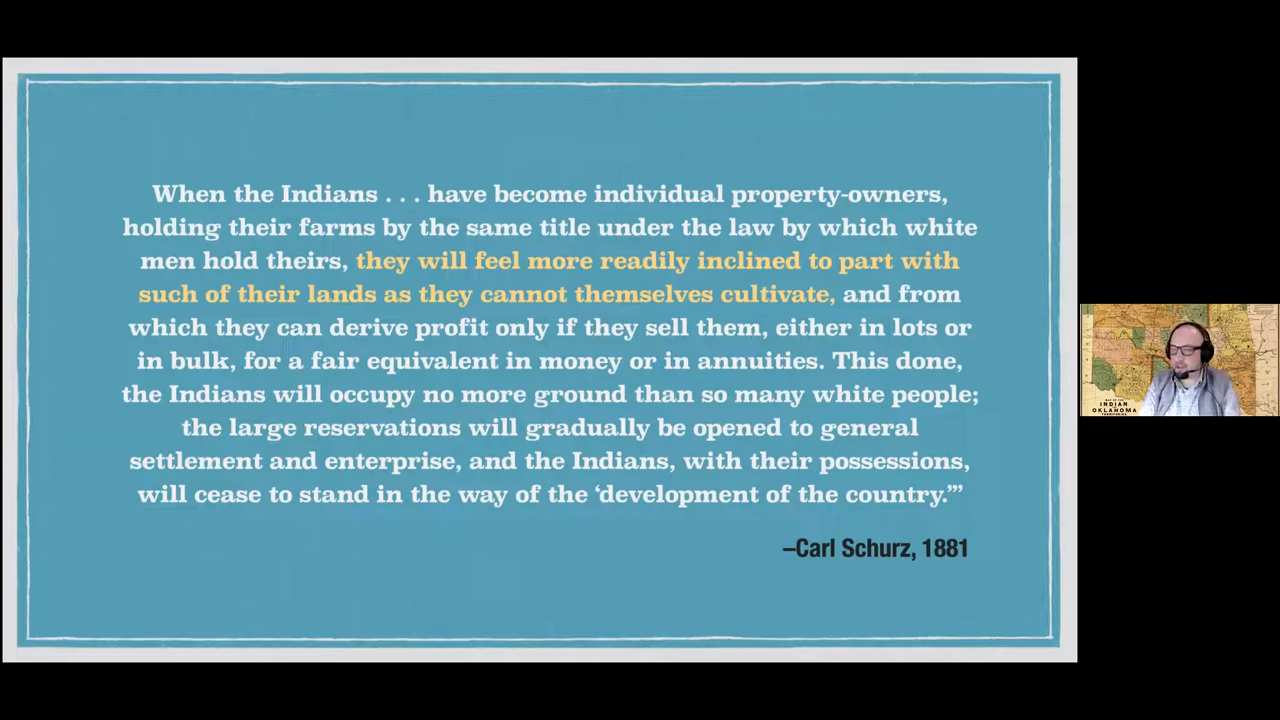 When the Indians . . . have become individual property-owners,
holding their farms by the same title under the law by which white
men hold theirs, they will feel more readily inclined to part with
such of their lands as they cannot themselves cultivate, and from
which they can derive profit only if they sell them, either in lots or
in bulk, for a fair equivalent in money or in annuities. This done,
the Indians will occupy no more ground than so many white people;
the large reservations will gradually be opened to general
settlement and enterprise, and the Indians, with their possessions,
will cease to stand in the way of the ‘development of the country.’”
–Carl Schurz, 1881
INDIAN
OKLAHOMA